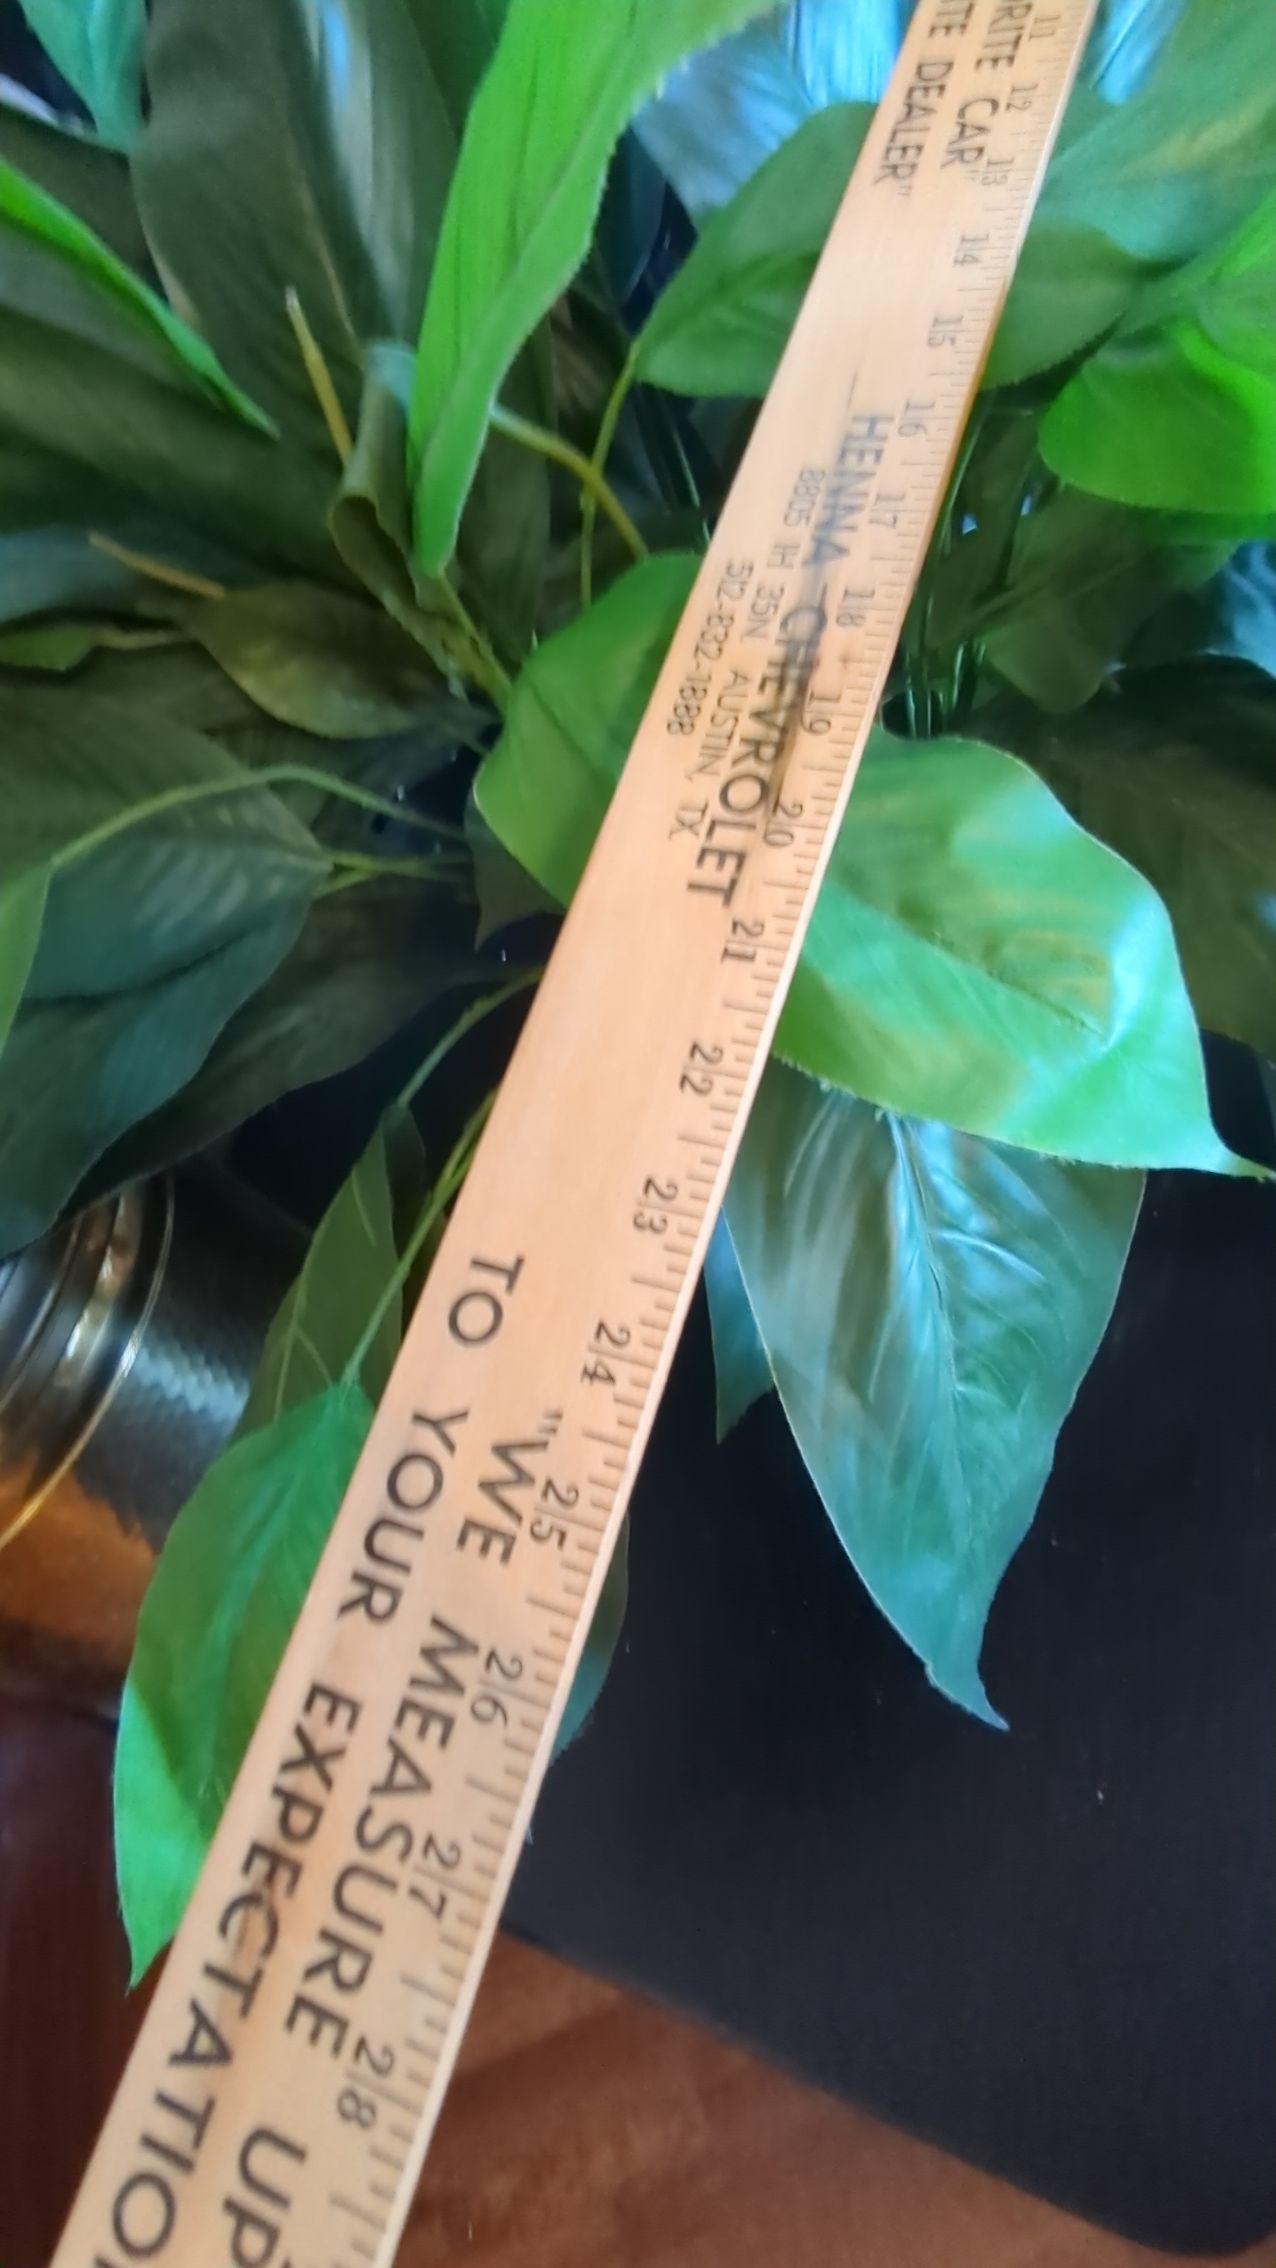 ORITE CAR"
TE DEALER"
HENNA CHEVROLET
8805 IH 35N AUSTIN, TX
512-832-1888
"WE MEASURE UP
TO YOUR EXPECTATIO
11 12 13 14 15 16 17 18 19 20 21 22 23 24 25 26 27 28